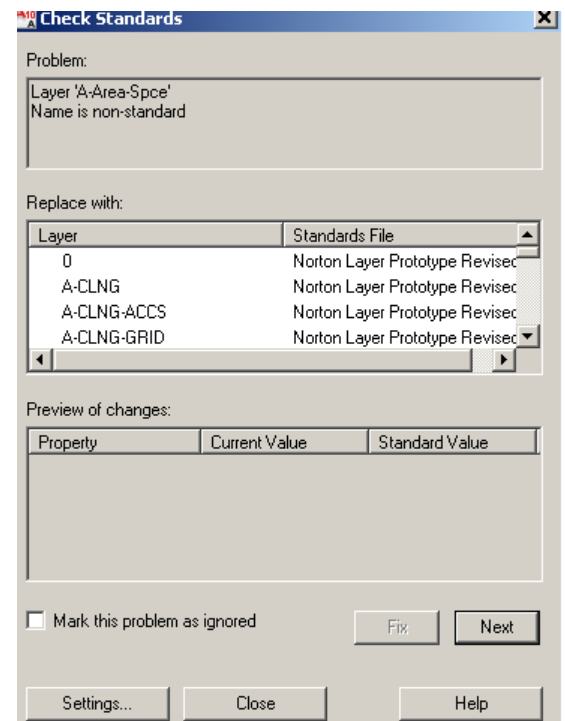 Check Standards
Problem:
Layer 'A-Area-Spce'
Name is non-standard
Replace with:
Layer Standards File
0 Norton Layer Prototype Revised
A-CLNG Norton Layer Prototype Revised
A-CLNG-ACCS Norton Layer Prototype Revised
A-CLNG-GRID Norton Layer Prototype Revised
Preview of changes:
Property Current Value Standard Value
Mark this problem as ignored Fix Next
Settings... Close Help